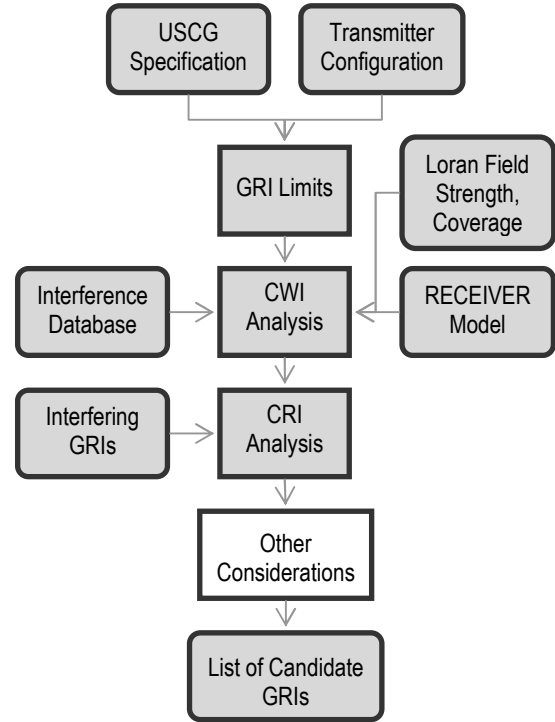 USCG
Specification
Transmitter
Configuration
GRI Limits
Loran Field
Strength,
Coverage
Interference
Database
CWI
Analysis
RECEIVER
Model
Interfering
GRIs
CRI
Analysis
Other
Considerations
List of Candidate
GRIs